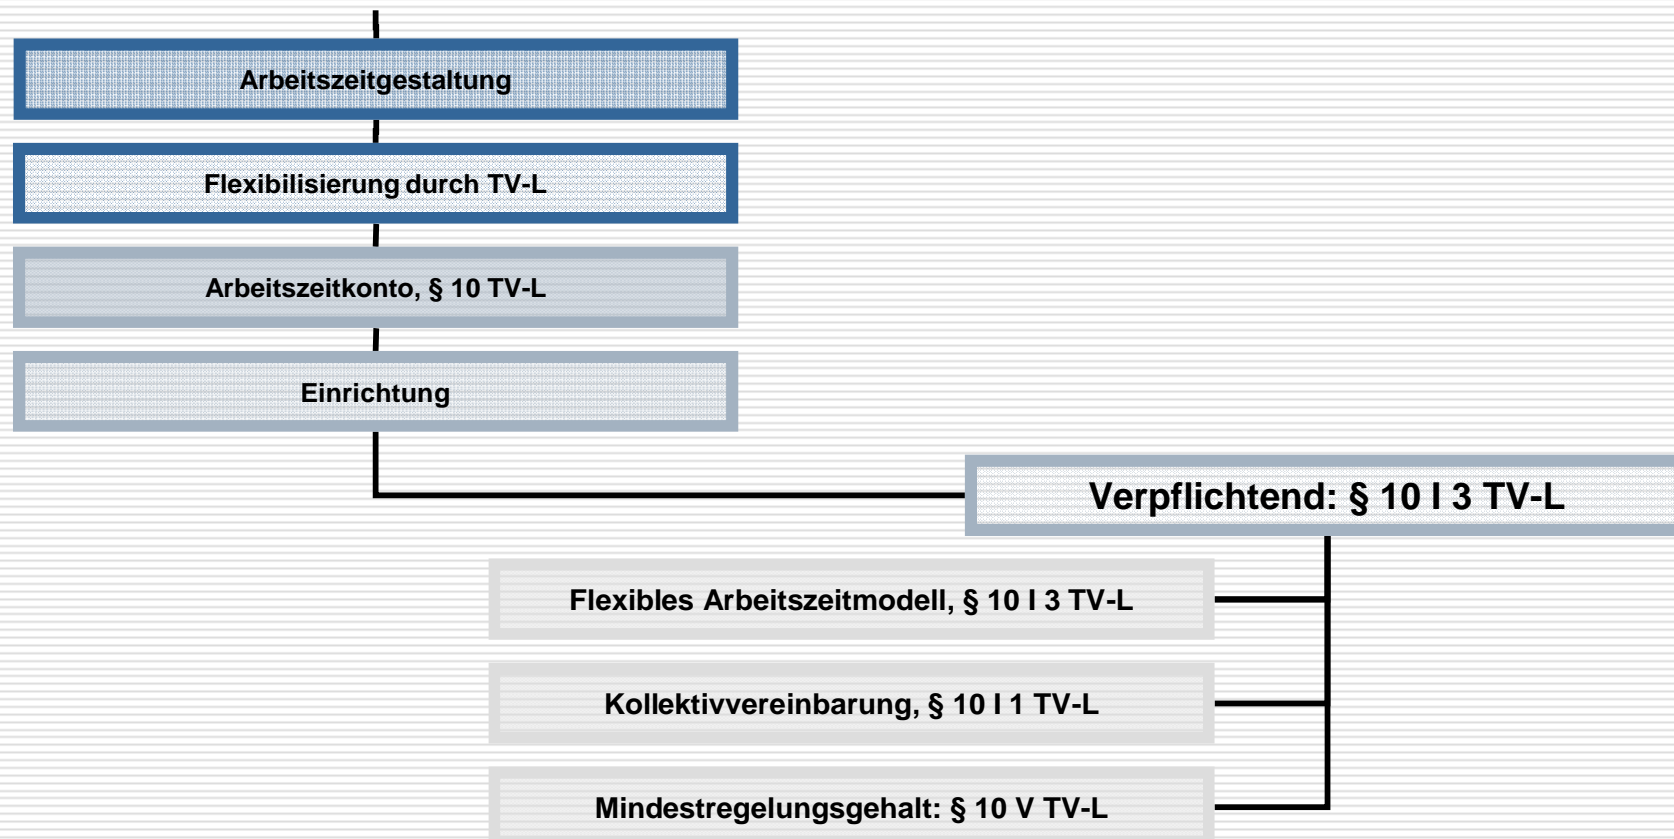 Arbeitszeitgestaltung
Flexibilisierung durch TV-L
Arbeitszeitkonto, § 10 TV-L
Einrichtung
Verpflichtend: § 10 I 3 TV-L
Flexibles Arbeitszeitmodell, § 10 I 3 TV-L
Kollektivvereinbarung, § 10 I 1 TV-L
Mindestregelungsgehalt: § 10 V TV-L